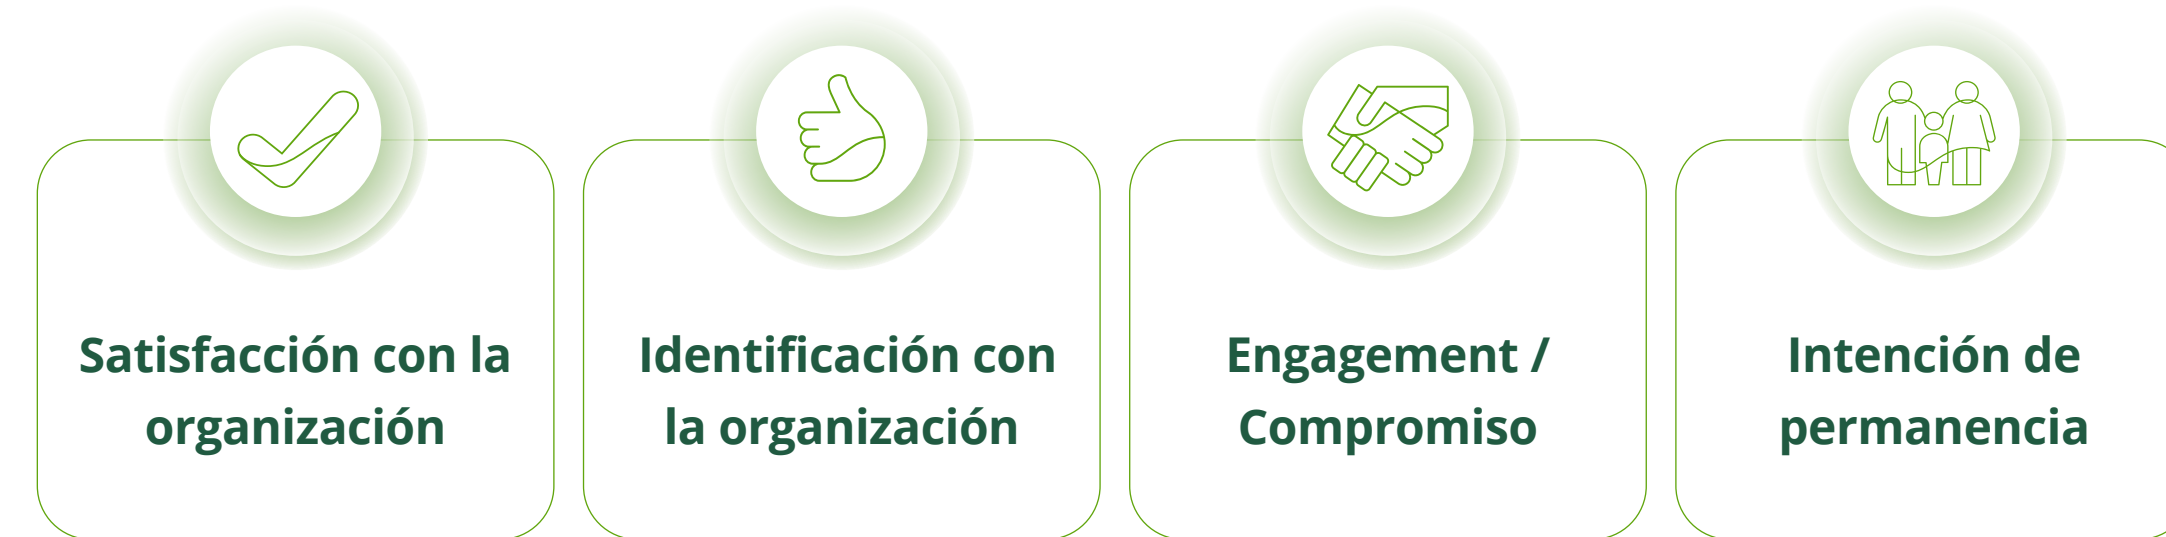 Satisfacción con la
organización
Identificación con
la organización
Engagement /
Compromiso
Intención de
permanencia